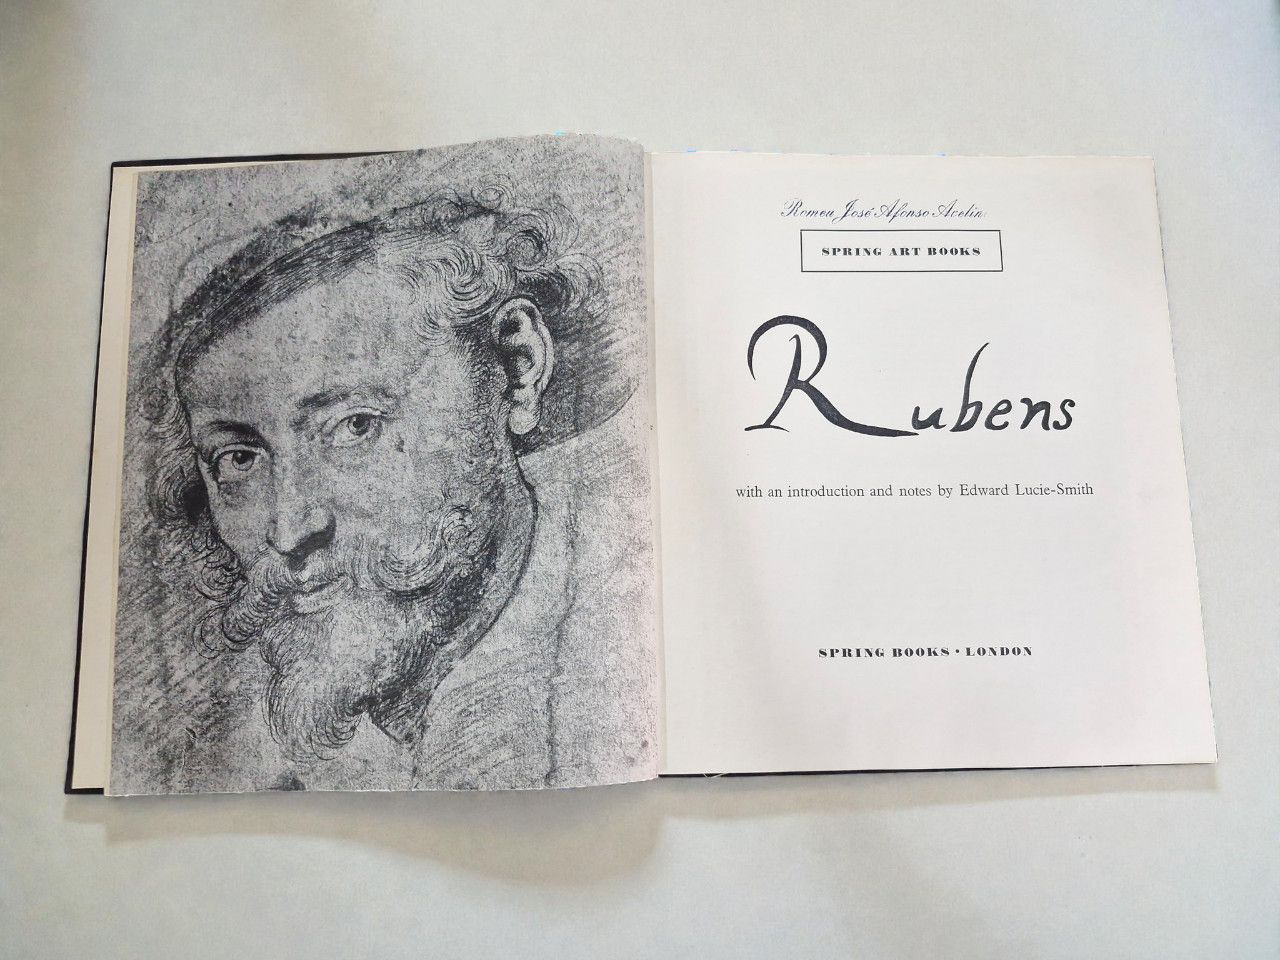 Romeu José Afonso Acelin
SPRING ART BOOKS
Rubens
with an introduction and notes by Edward Lucie-Smith
SPRING BOOKS • LONDON